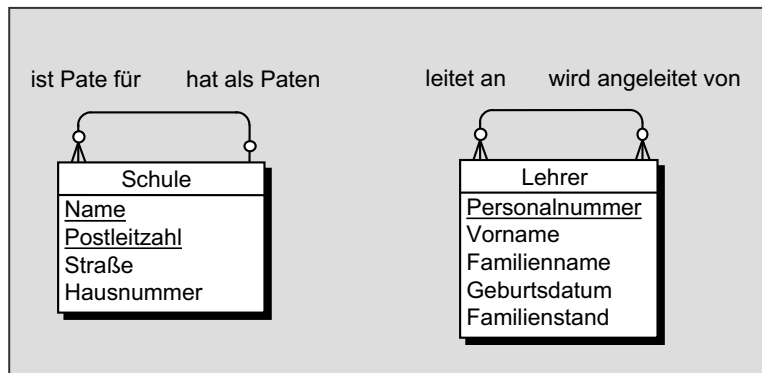 ist Pate für hat als Paten
leitet an wird angeleitet von
Schule
Name
Postleitzahl
Straße
Hausnummer
Lehrer
Personalnummer
Vorname
Familienname
Geburtsdatum
Familienstand